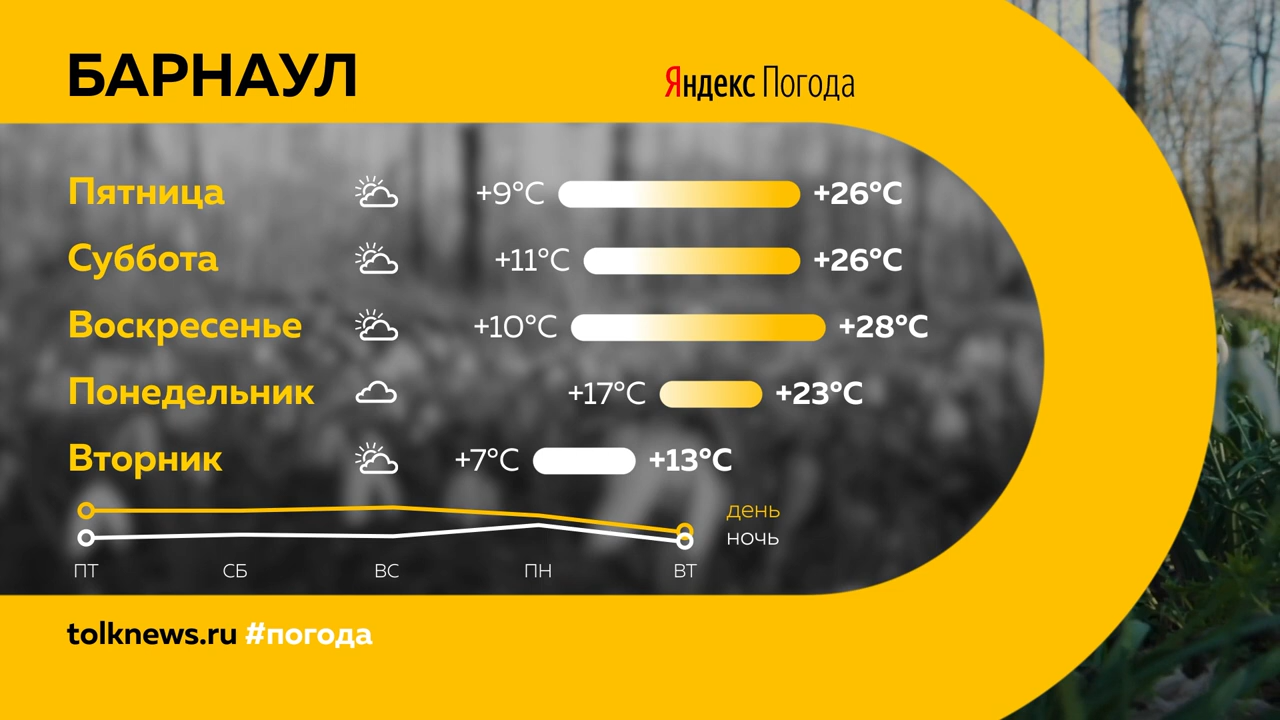 БАРНАУЛ
Яндекс Погода
Пятница +9°C +26°C
Суббота +11°C +26°C
Воскресенье +10°C +28°C
Понедельник +17°C +23°C
Вторник +7°C +13°C
день
ночь
ПТ СБ ВС ПН ВТ
tolknews.ru #погода